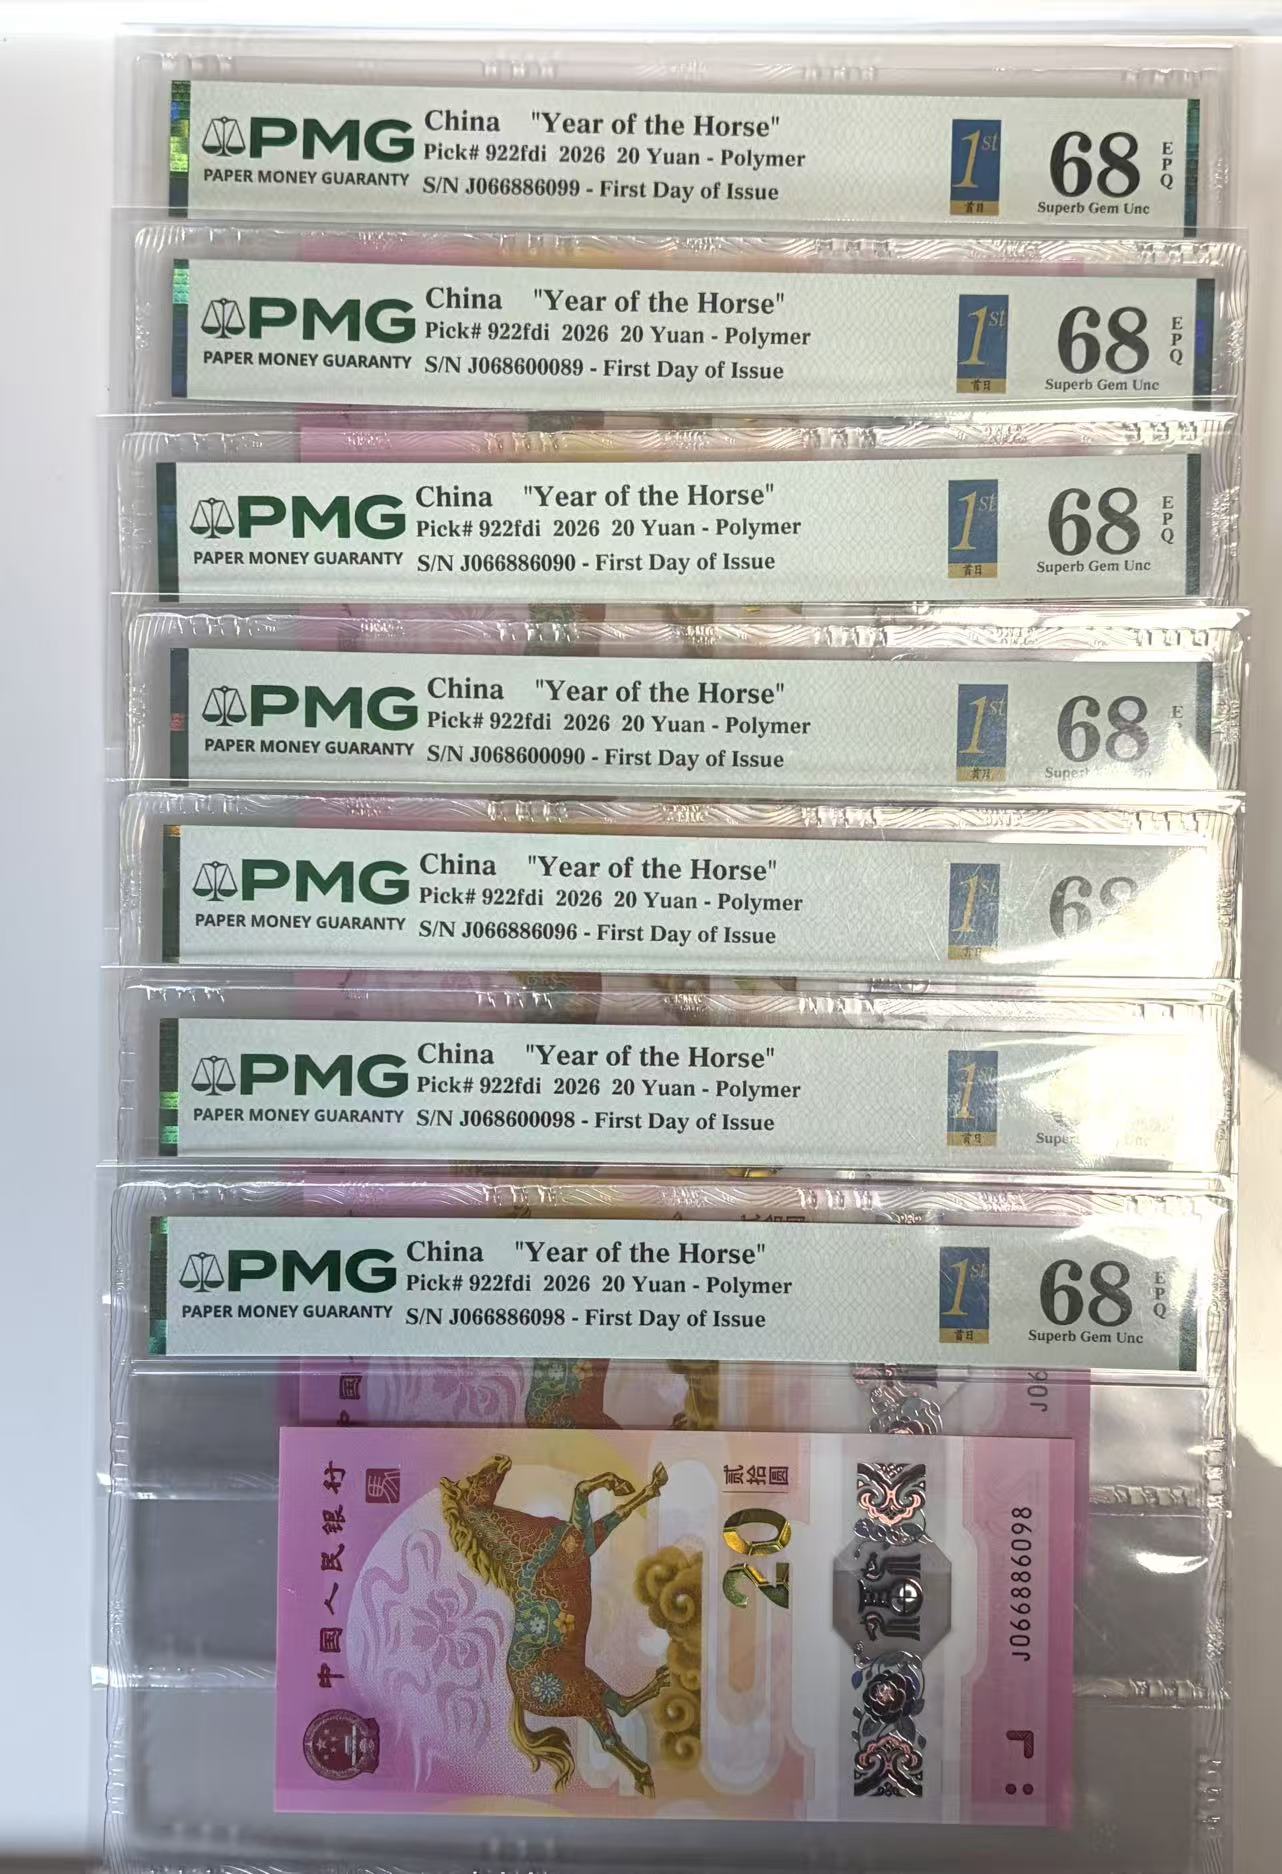 PMG
PAPER MONEY GUARANTY
China "Year of the Horse"
Pick# 922fdi 2026 20 Yuan - Polymer
S/N J066886099 - First Day of Issue
1st
首日
68
EPQ
Superb Gem Unc
PMG
PAPER MONEY GUARANTY
China "Year of the Horse"
Pick# 922fdi 2026 20 Yuan - Polymer
S/N J068600089 - First Day of Issue
1st
首日
68
EPQ
Superb Gem Unc
PMG
PAPER MONEY GUARANTY
China "Year of the Horse"
Pick# 922fdi 2026 20 Yuan - Polymer
S/N J066886090 - First Day of Issue
1st
首日
68
EPQ
Superb Gem Unc
PMG
PAPER MONEY GUARANTY
China "Year of the Horse"
Pick# 922fdi 2026 20 Yuan - Polymer
S/N J068600090 - First Day of Issue
1st
首日
68
PMG
PAPER MONEY GUARANTY
China "Year of the Horse"
Pick# 922fdi 2026 20 Yuan - Polymer
S/N J066886096 - First Day of Issue
1st
首日
68
PMG
PAPER MONEY GUARANTY
China "Year of the Horse"
Pick# 922fdi 2026 20 Yuan - Polymer
S/N J068600098 - First Day of Issue
1st
首日
PMG
PAPER MONEY GUARANTY
China "Year of the Horse"
Pick# 922fdi 2026 20 Yuan - Polymer
S/N J066886098 - First Day of Issue
1st
首日
68
EPQ
Superb Gem Unc
J06
中国人民银行
贰拾圆
20
J066886098